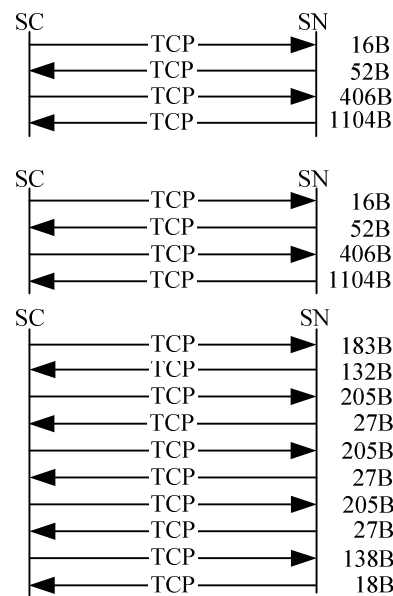 SC SN
TCP 16B
TCP 52B
TCP 406B
TCP 1104B
SC SN
TCP 16B
TCP 52B
TCP 406B
TCP 1104B
SC SN
TCP 183B
TCP 132B
TCP 205B
TCP 27B
TCP 205B
TCP 27B
TCP 205B
TCP 27B
TCP 138B
TCP 18B